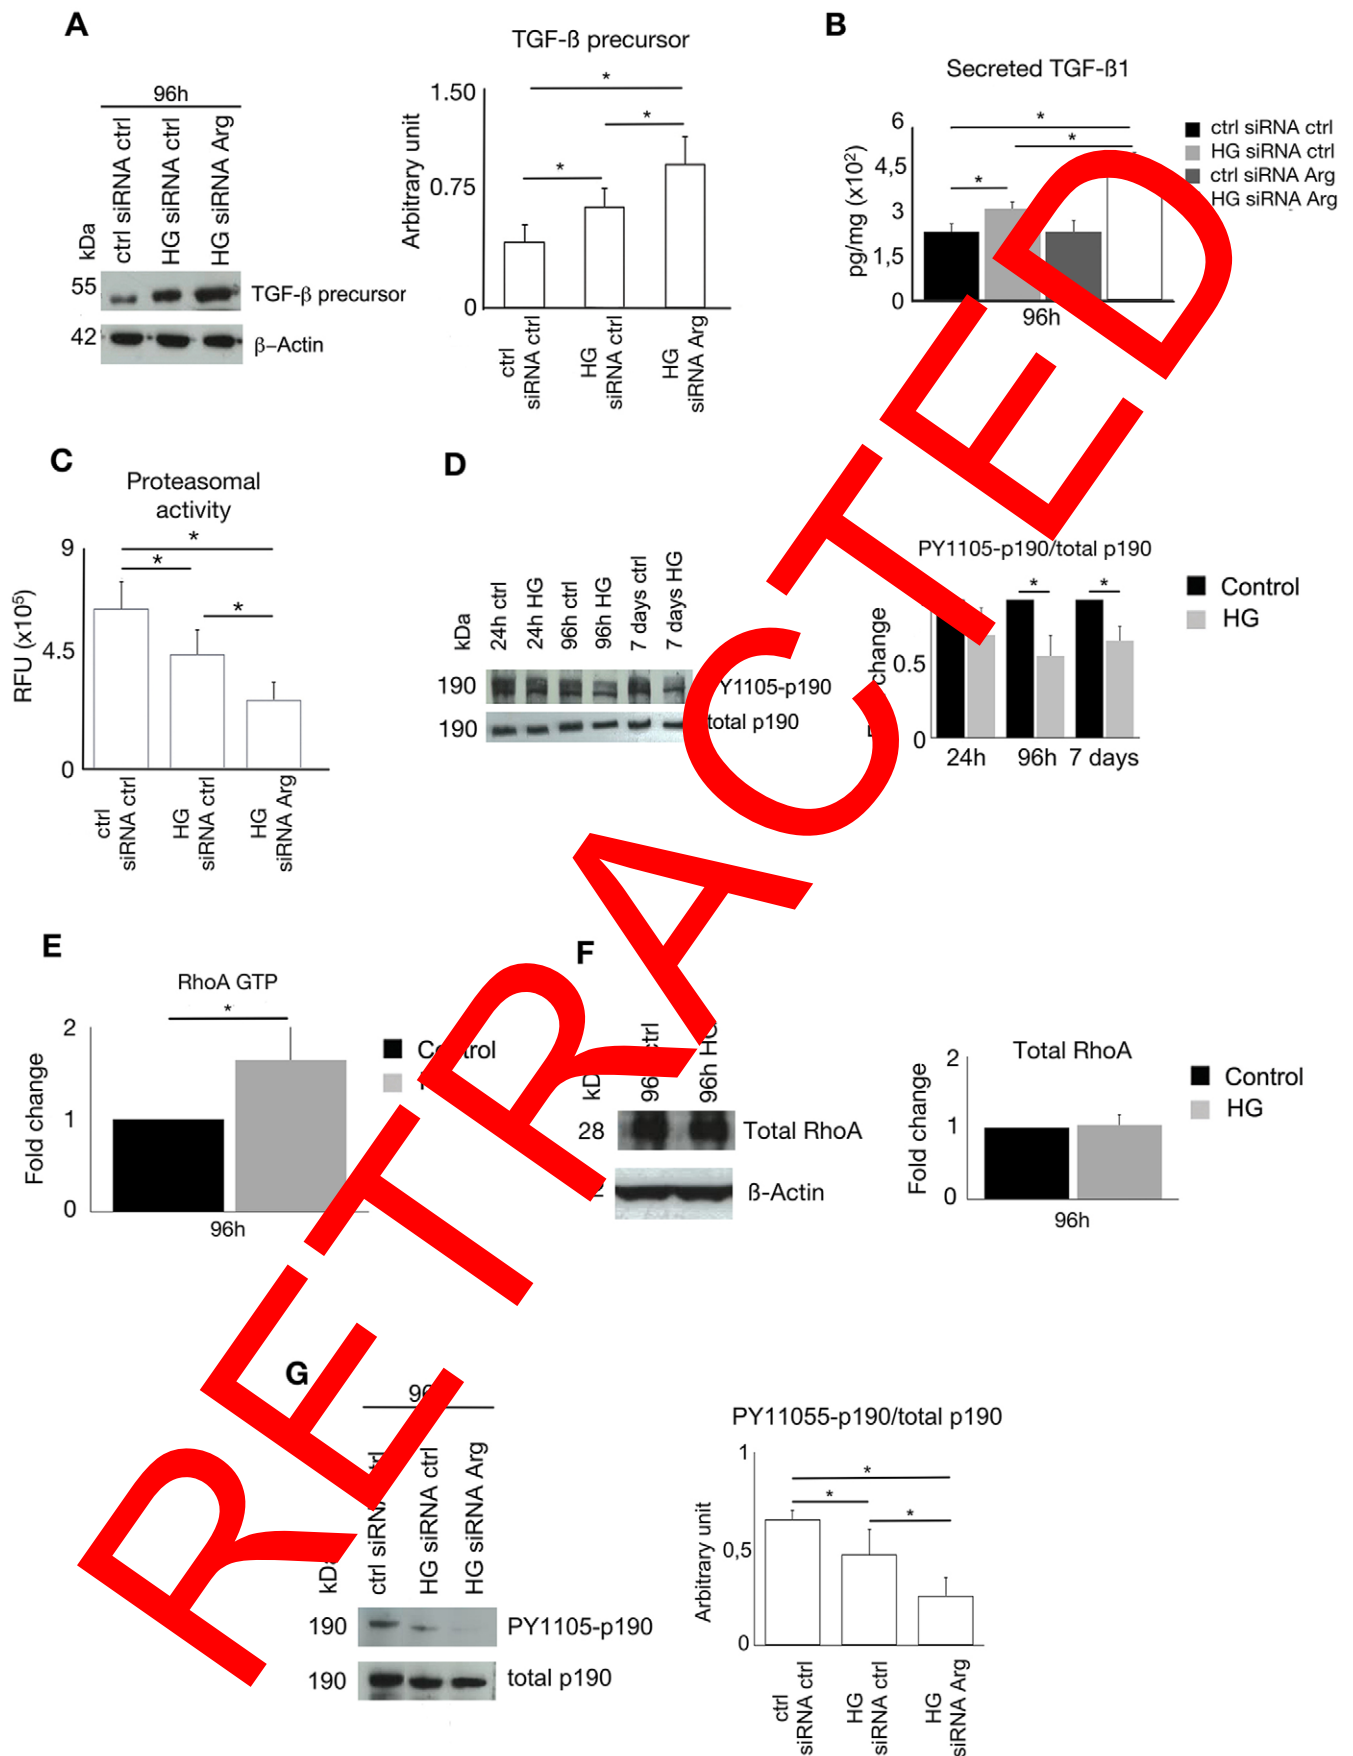 A
96h
ctrl siRNA ctrl
HG siRNA ctrl
HG siRNA Arg
kDa
55
TGF-β precursor
42
β–Actin
TGF-ß precursor
Arbitrary unit
1.50
0.75
0
*
*
*
ctrl
siRNA ctrl
HG
siRNA ctrl
HG
siRNA Arg
B
Secreted TGF-ß1
pg/mg (x10²)
6
4,5
3
1,5
0
*
*
*
96h
ctrl siRNA ctrl
HG siRNA ctrl
ctrl siRNA Arg
HG siRNA Arg
C
Proteasomal
activity
RFU (x10⁵)
9
4.5
0
*
*
*
ctrl
siRNA ctrl
HG
siRNA ctrl
HG
siRNA Arg
D
kDa
24h ctrl
24h HG
96h ctrl
96h HG
7 days ctrl
7 days HG
190
Y1105-p190
190
total p190
PY1105-p190/total p190
change
0.5
0
*
*
24h
96h
7 days
Control
HG
E
RhoA GTP
Fold change
2
1
0
*
96h
F
96h HG
28
Total RhoA
ß-Actin
Total RhoA
Fold change
2
1
0
96h
Control
HG
G
kDa
ctrl siRNA ctrl
HG siRNA ctrl
HG siRNA Arg
190
PY1105-p190
190
total p190
PY11055-p190/total p190
Arbitrary unit
1
0,5
0
*
*
*
ctrl
siRNA ctrl
HG
siRNA ctrl
HG
siRNA Arg
RETRACTED